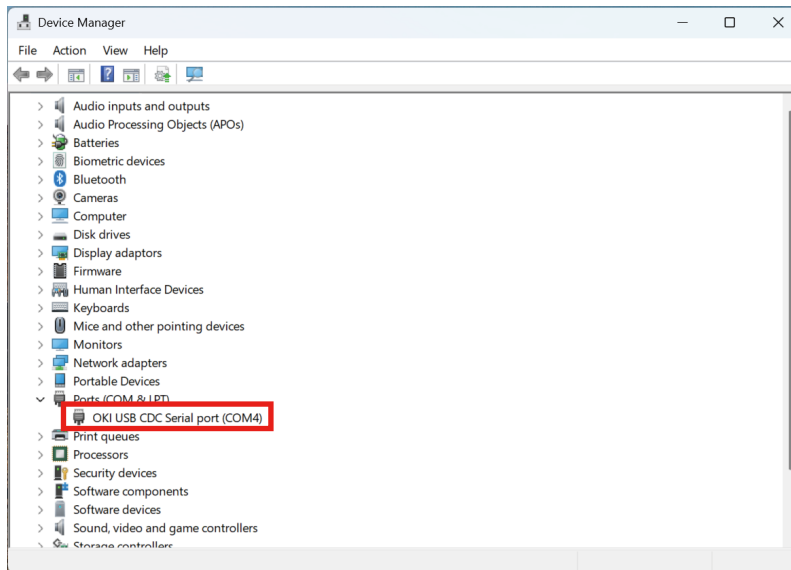 Device Manager
File Action View Help
Audio inputs and outputs
Audio Processing Objects (APOs)
Batteries
Biometric devices
Bluetooth
Cameras
Computer
Disk drives
Display adaptors
Firmware
Human Interface Devices
Keyboards
Mice and other pointing devices
Monitors
Network adapters
Portable Devices
Ports (COM & LPT)
OKI USB CDC Serial port (COM4)
Print queues
Processors
Security devices
Software components
Software devices
Sound, video and game controllers
Storage controllers